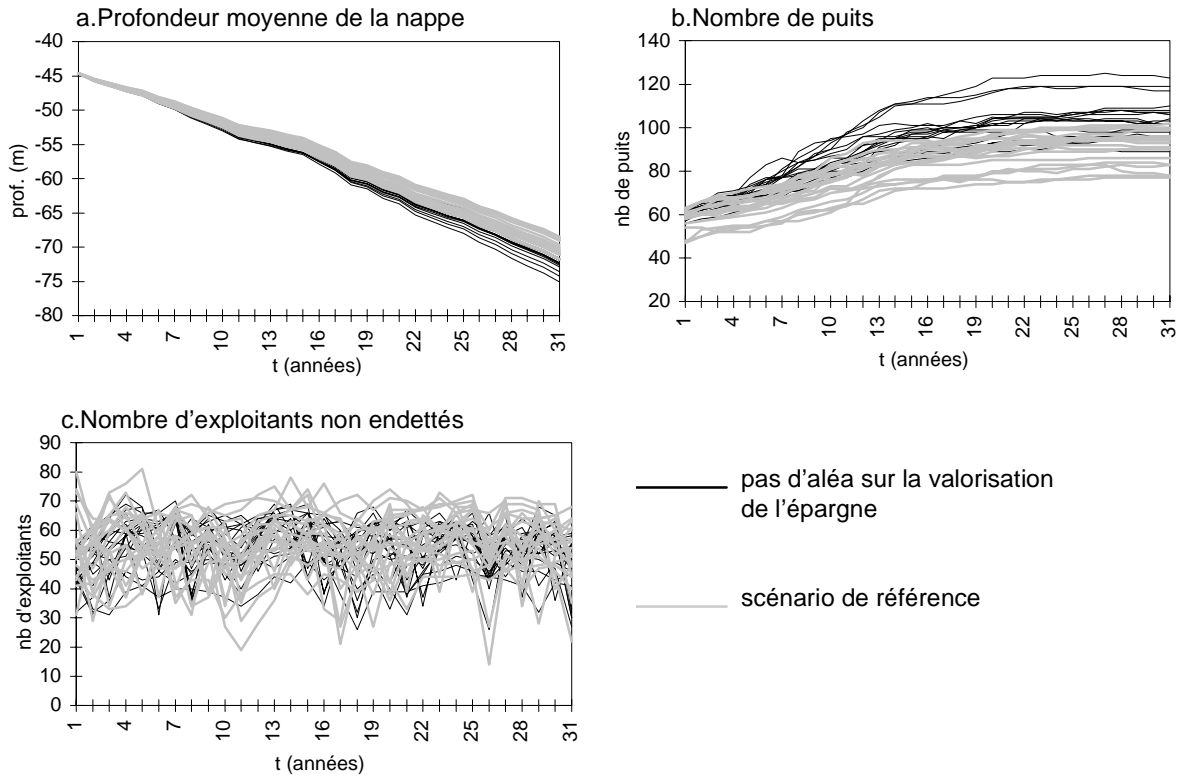 a.Profondeur moyenne de la nappe
-40
-45
-50
-55
-60
-65
-70
-75
-80
prof. (m)
1 4 7 10 13 16 19 22 25 28 31
t (années)
b.Nombre de puits
140
120
100
80
60
40
20
nb de puits
1 4 7 10 13 16 19 22 25 28 31
t (années)
c.Nombre d'exploitants non endettés
90
80
70
60
50
40
30
20
10
0
nb d'exploitants
1 4 7 10 13 16 19 22 25 28 31
t (années)
pas d'aléa sur la valorisation
de l'épargne
scénario de référence